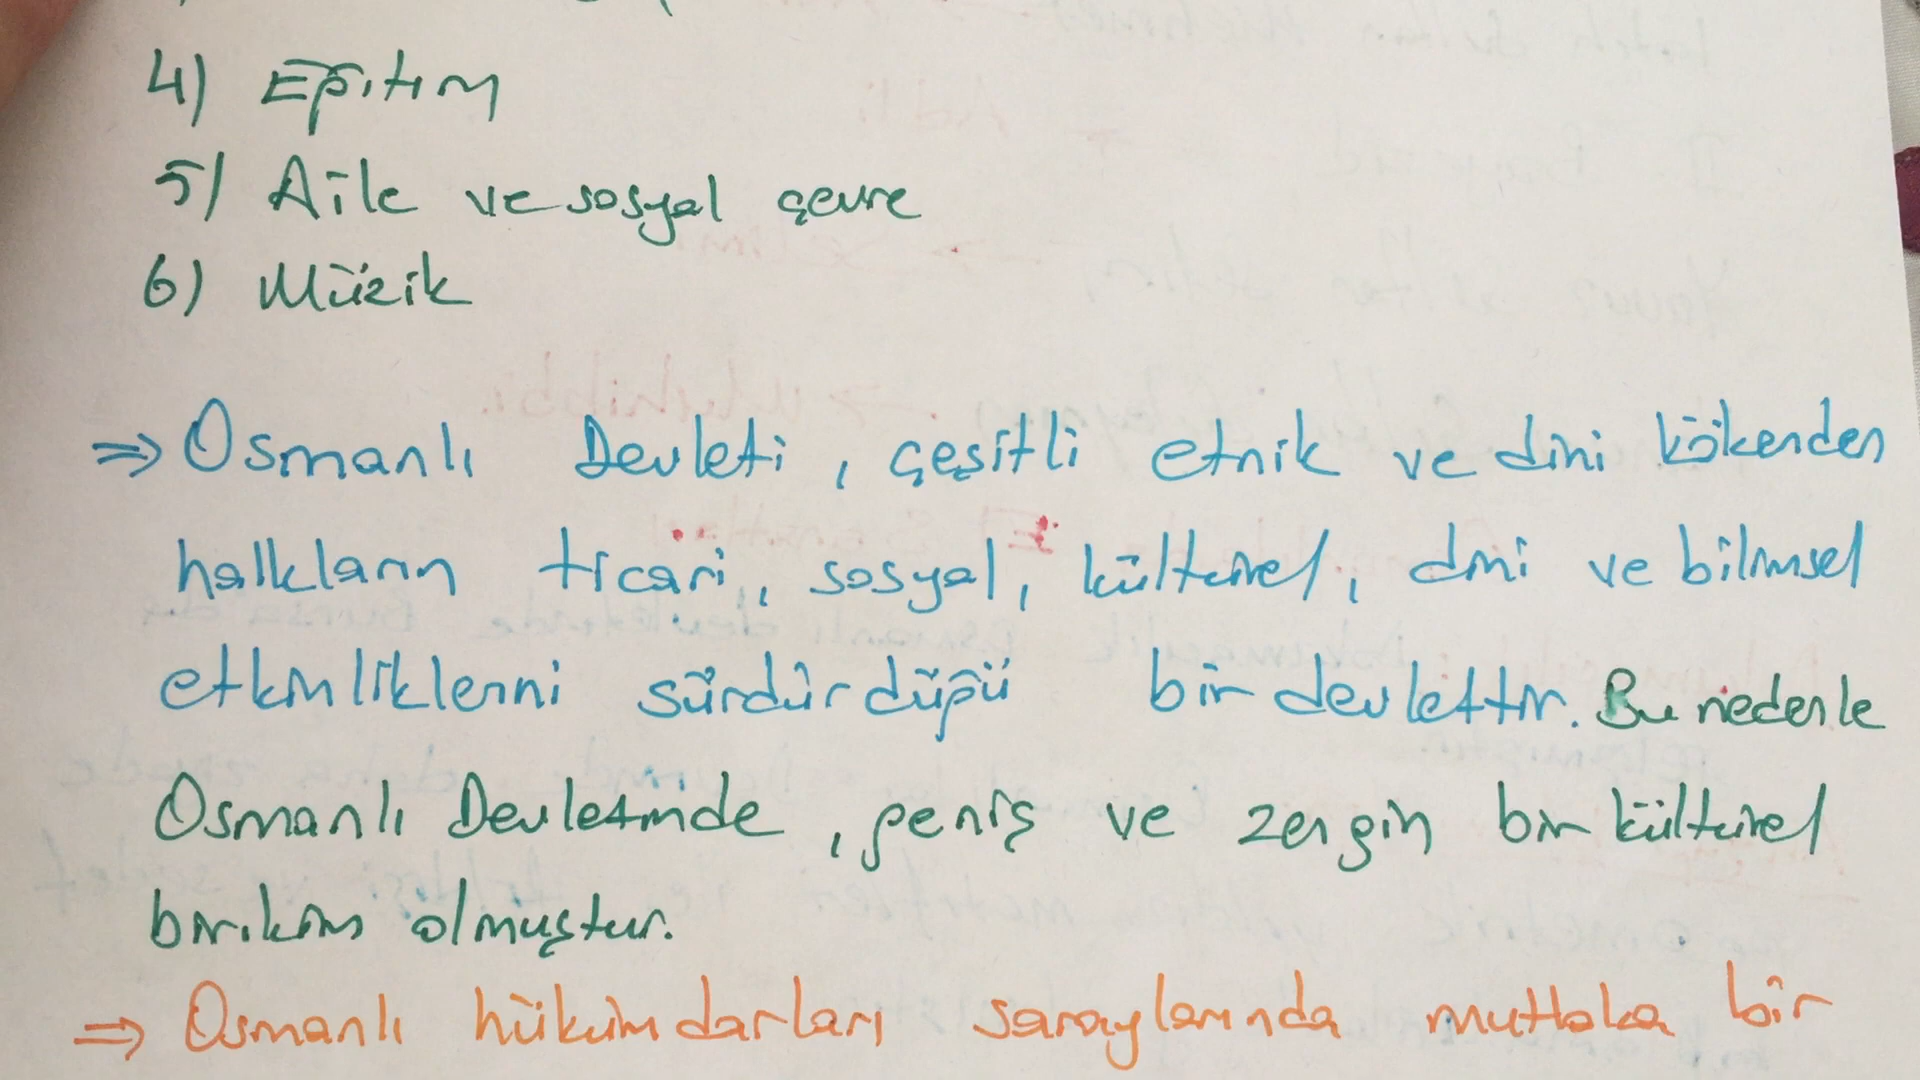 4) Eğitim
5) Aile ve sosyal çevre
6) Müzik
⇒ Osmanlı Devleti, çeşitli etnik ve dini kökenden
halkların ticari, sosyal, kültürel, dini ve bilimsel
etkinliklerini sürdürdüğü bir devlettir. Bu nedenle
Osmanlı Devletinde, geniş ve zengin bir kültürel
birikim olmuştur.
⇒ Osmanlı hükümdarları saraylarında muttaka bir